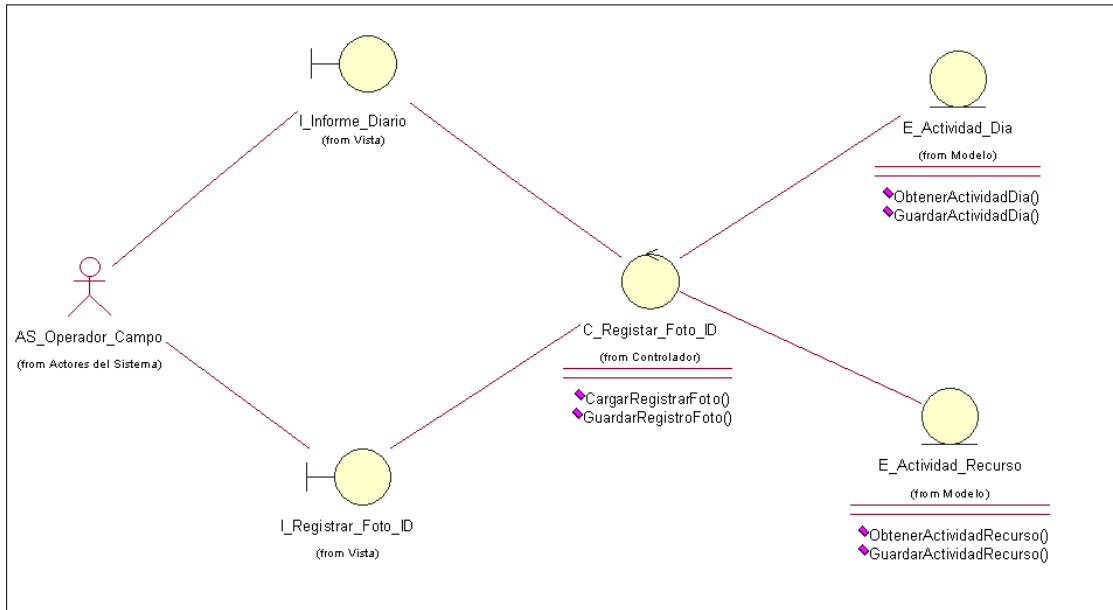 I_Informe_Diario
(from Vista)
E_Actividad_Dia
(from Modelo)
ObtenerActividadDia()
GuardarActividadDia()
AS_Operador_Campo
(from Actores del Sistema)
C_Registar_Foto_ID
(from Controlador)
CargarRegistrarFoto()
GuardarRegistroFoto()
I_Registrar_Foto_ID
(from Vista)
E_Actividad_Recurso
(from Modelo)
ObtenerActividadRecurso()
GuardarActividadRecurso()